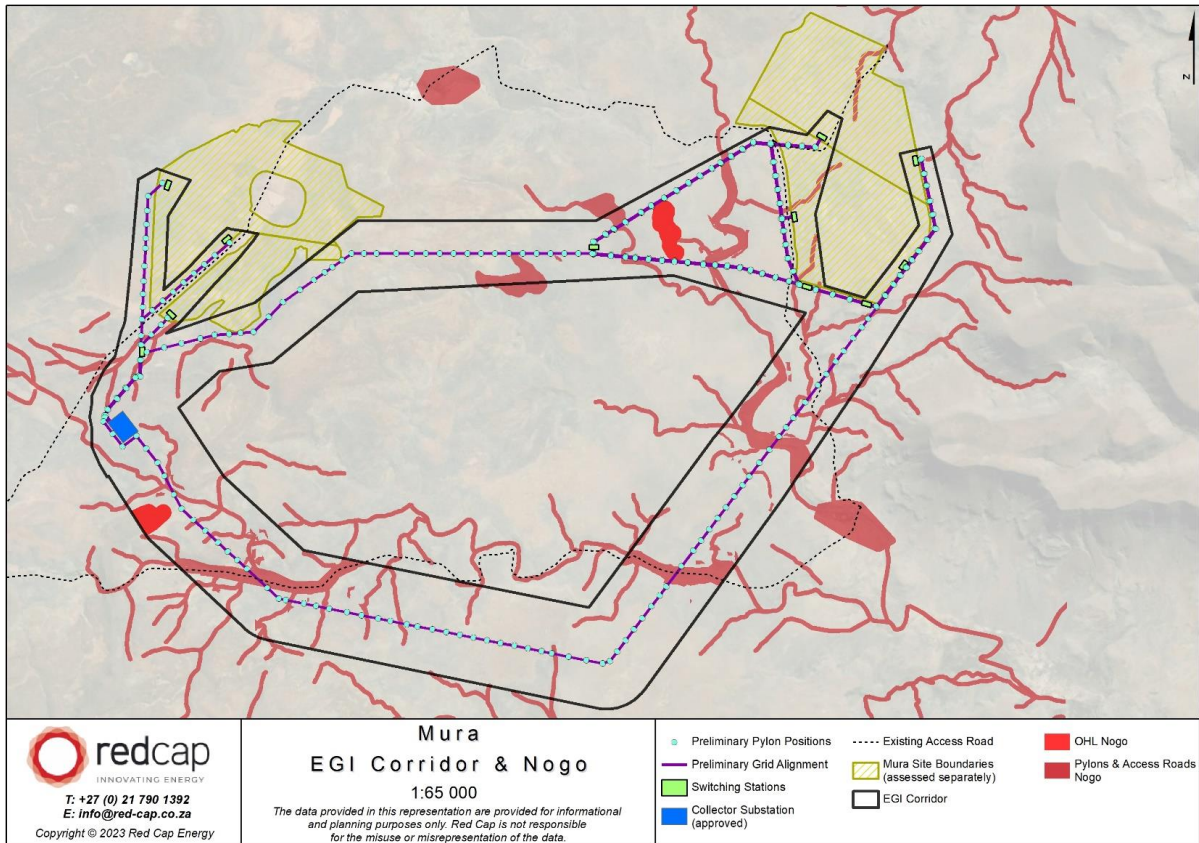 N
redcap
INNOVATING ENERGY
T: +27 (0) 21 790 1392
E: info@red-cap.co.za
Copyright © 2023 Red Cap Energy
Mura
EGI Corridor & Nogo
1:65 000
The data provided in this representation are provided for informational
and planning purposes only. Red Cap is not responsible
for the misuse or misrepresentation of the data.
Preliminary Pylon Positions
Preliminary Grid Alignment
Switching Stations
Collector Substation
(approved)
Existing Access Road
Mura Site Boundaries
(assessed separately)
EGI Corridor
OHL Nogo
Pylons & Access Roads
Nogo